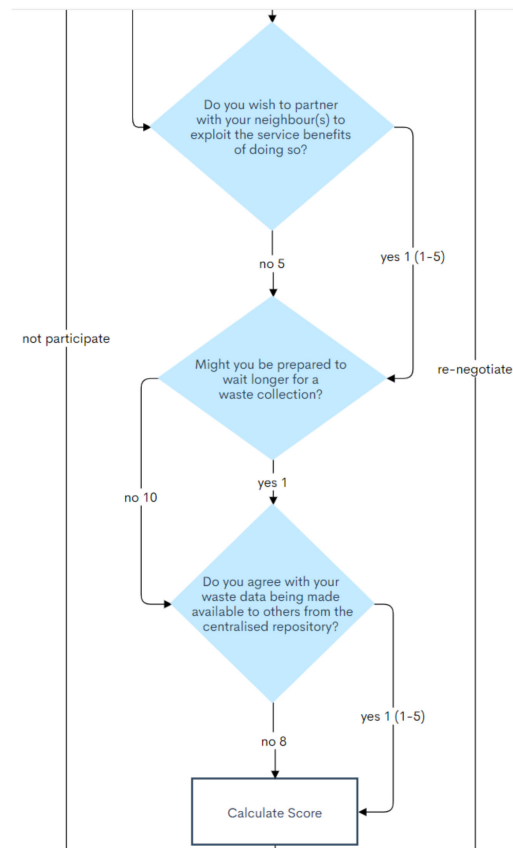 Do you wish to partner
with your neighbour(s) to
exploit the service benefits
of doing so?
yes 1 (1-5)
no 5
not participate
Might you be prepared to
wait longer for a
waste collection?
re-negotiate
yes 1
no 10
Do you agree with your
waste data being made
available to others from the
centralised repository?
yes 1 (1-5)
no 8
Calculate Score